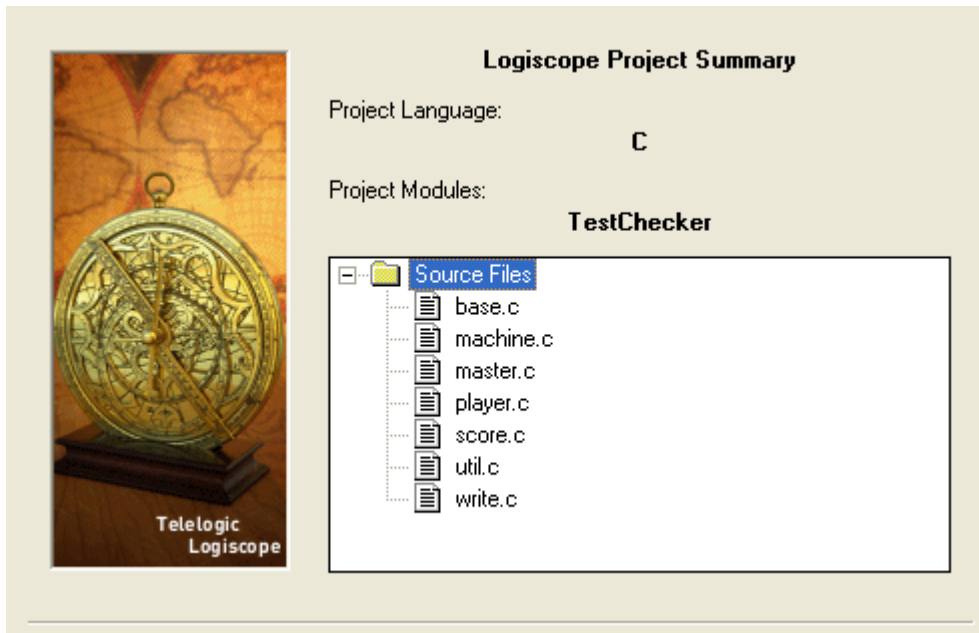 Logiscope Project Summary
Project Language:
C
Project Modules:
TestChecker
Source Files
base.c
machine.c
master.c
player.c
score.c
util.c
write.c
Telelogic
Logiscope